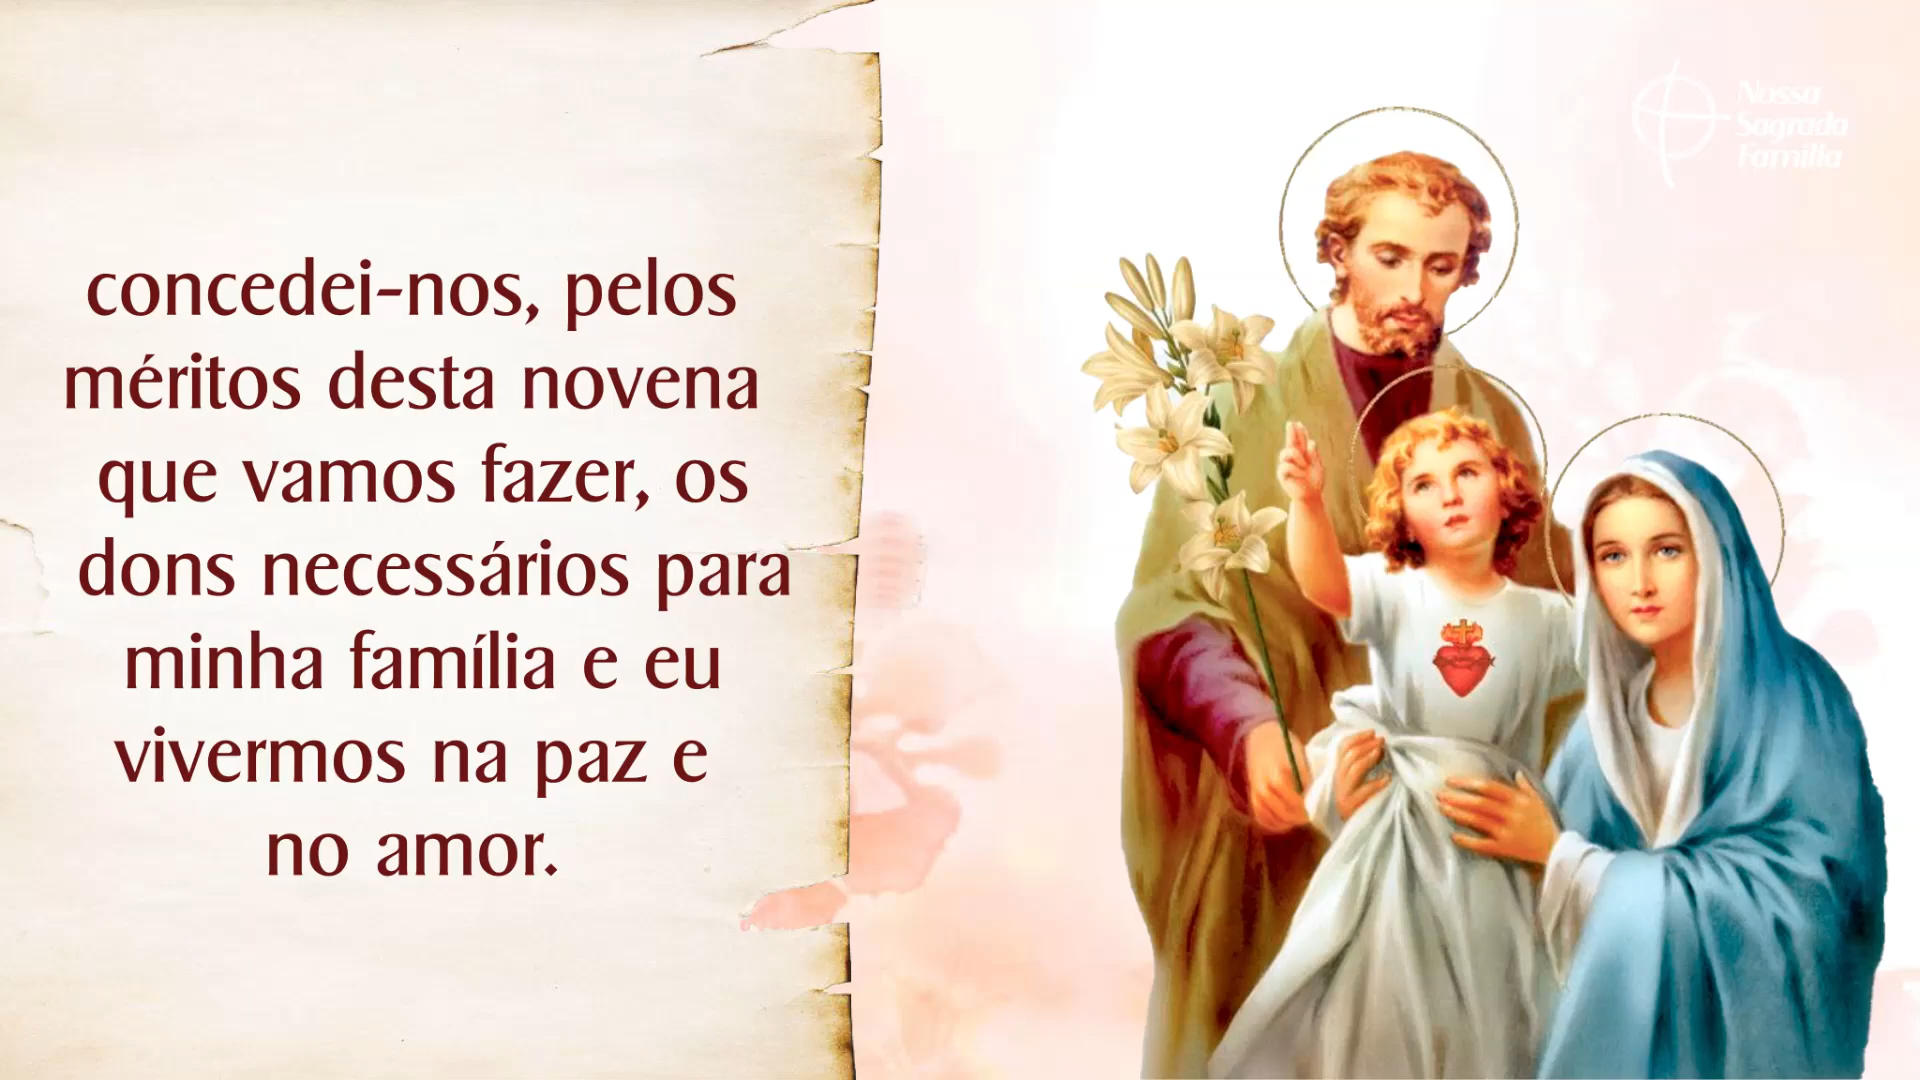 concedei-nos, pelos
méritos desta novena
que vamos fazer, os
dons necessários para
minha família e eu
vivermos na paz e
no amor.
Nossa
Sagrada
Família